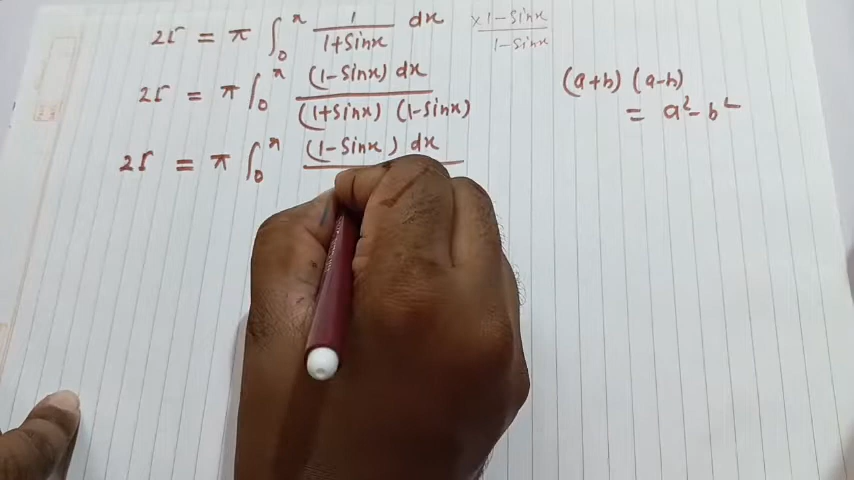 2I = π ∫₀^π 1/(1+Sinx) dx × (1-Sinx)/(1-Sinx)
2I = π ∫₀^π (1-Sinx) dx / (1+Sinx) (1-Sinx)
(a+b) (a-b)
= a²-b²
2I = π ∫₀^π (1-Sinx) dx